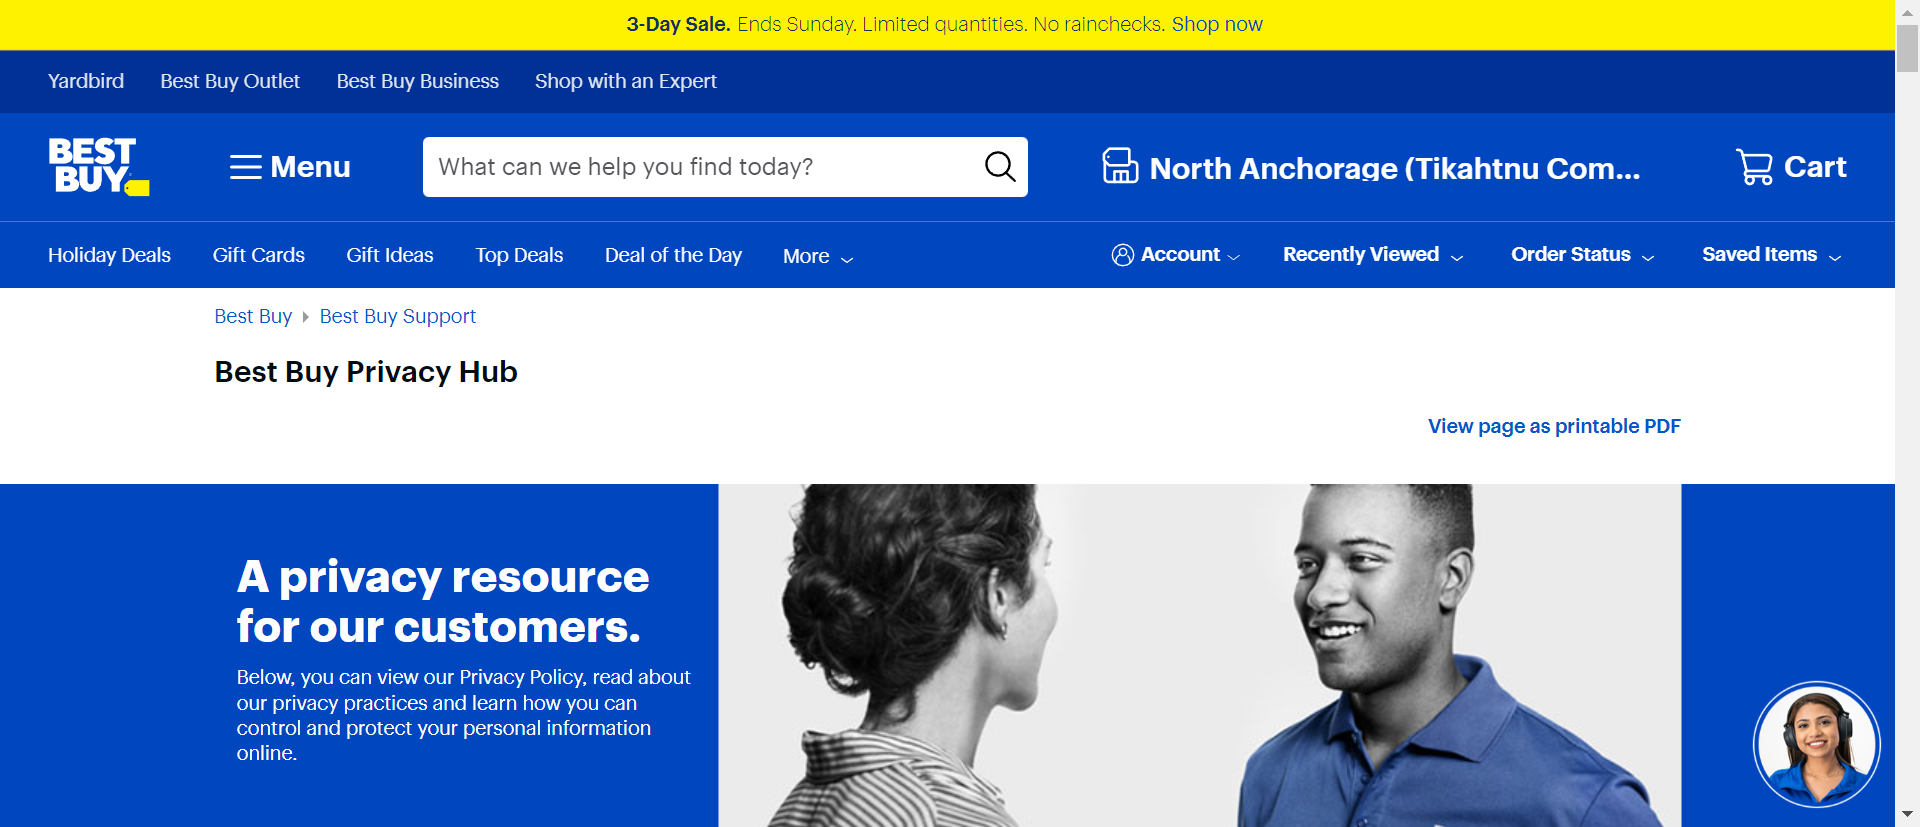 3-Day Sale. Ends Sunday. Limited quantities. No rainchecks. Shop now
Yardbird Best Buy Outlet Best Buy Business Shop with an Expert
BEST
BUY
Menu
What can we help you find today?
North Anchorage (Tikahtnu Com...
Cart
Holiday Deals Gift Cards Gift Ideas Top Deals Deal of the Day More Account Recently Viewed Order Status Saved Items
Best Buy Best Buy Support
Best Buy Privacy Hub
View page as printable PDF
A privacy resource
for our customers.
Below, you can view our Privacy Policy, read about
our privacy practices and learn how you can
control and protect your personal information
online.